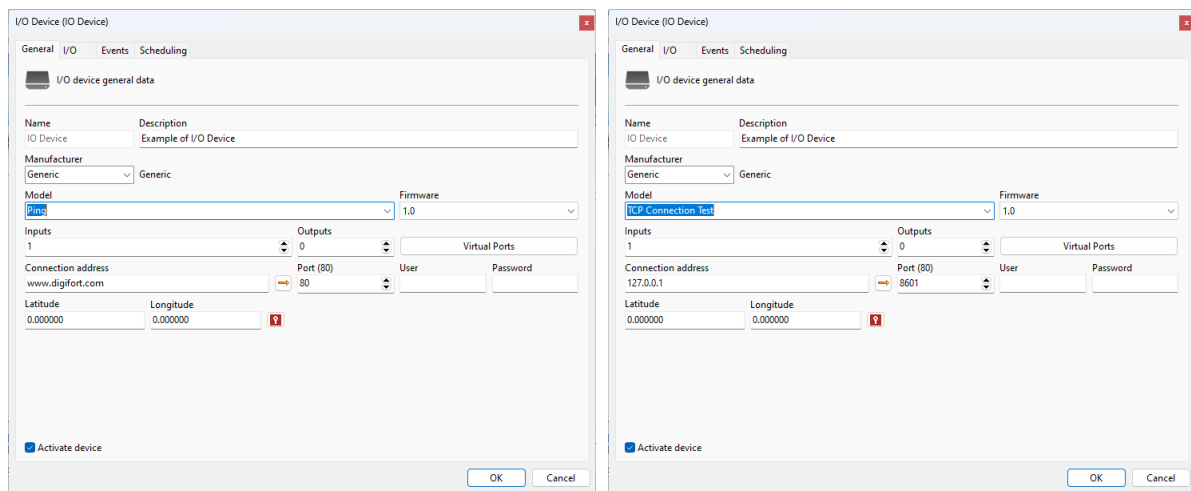 I/O Device (IO Device)
x
General I/O Events Scheduling
I/O device general data
Name Description
IO Device Example of I/O Device
Manufacturer
Generic Generic
Model Firmware
Ping 1.0
Inputs Outputs
1 0 Virtual Ports
Connection address Port (80) User Password
www.digifort.com 80
Latitude Longitude
0.000000 0.000000
Activate device
OK Cancel
I/O Device (IO Device)
x
General I/O Events Scheduling
I/O device general data
Name Description
IO Device Example of I/O Device
Manufacturer
Generic Generic
Model Firmware
TCP Connection Test 1.0
Inputs Outputs
1 0 Virtual Ports
Connection address Port (80) User Password
127.0.0.1 8601
Latitude Longitude
0.000000 0.000000
Activate device
OK Cancel